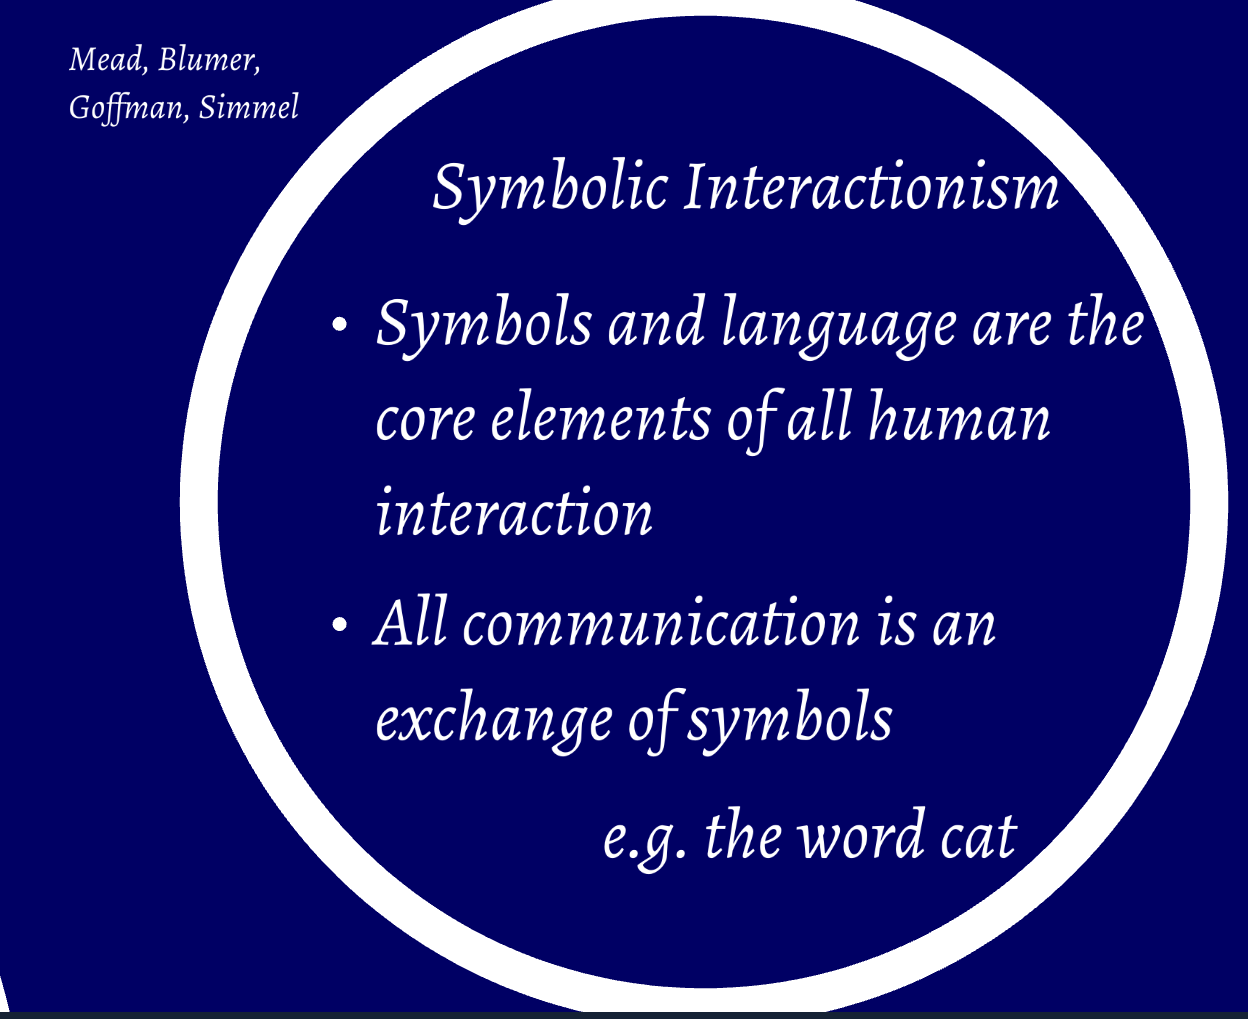 Mead, Blumer,
Goffman, Simmel
Symbolic Interactionism
• Symbols and language are the
core elements of all human
interaction
• All communication is an
exchange of symbols
e.g. the word cat